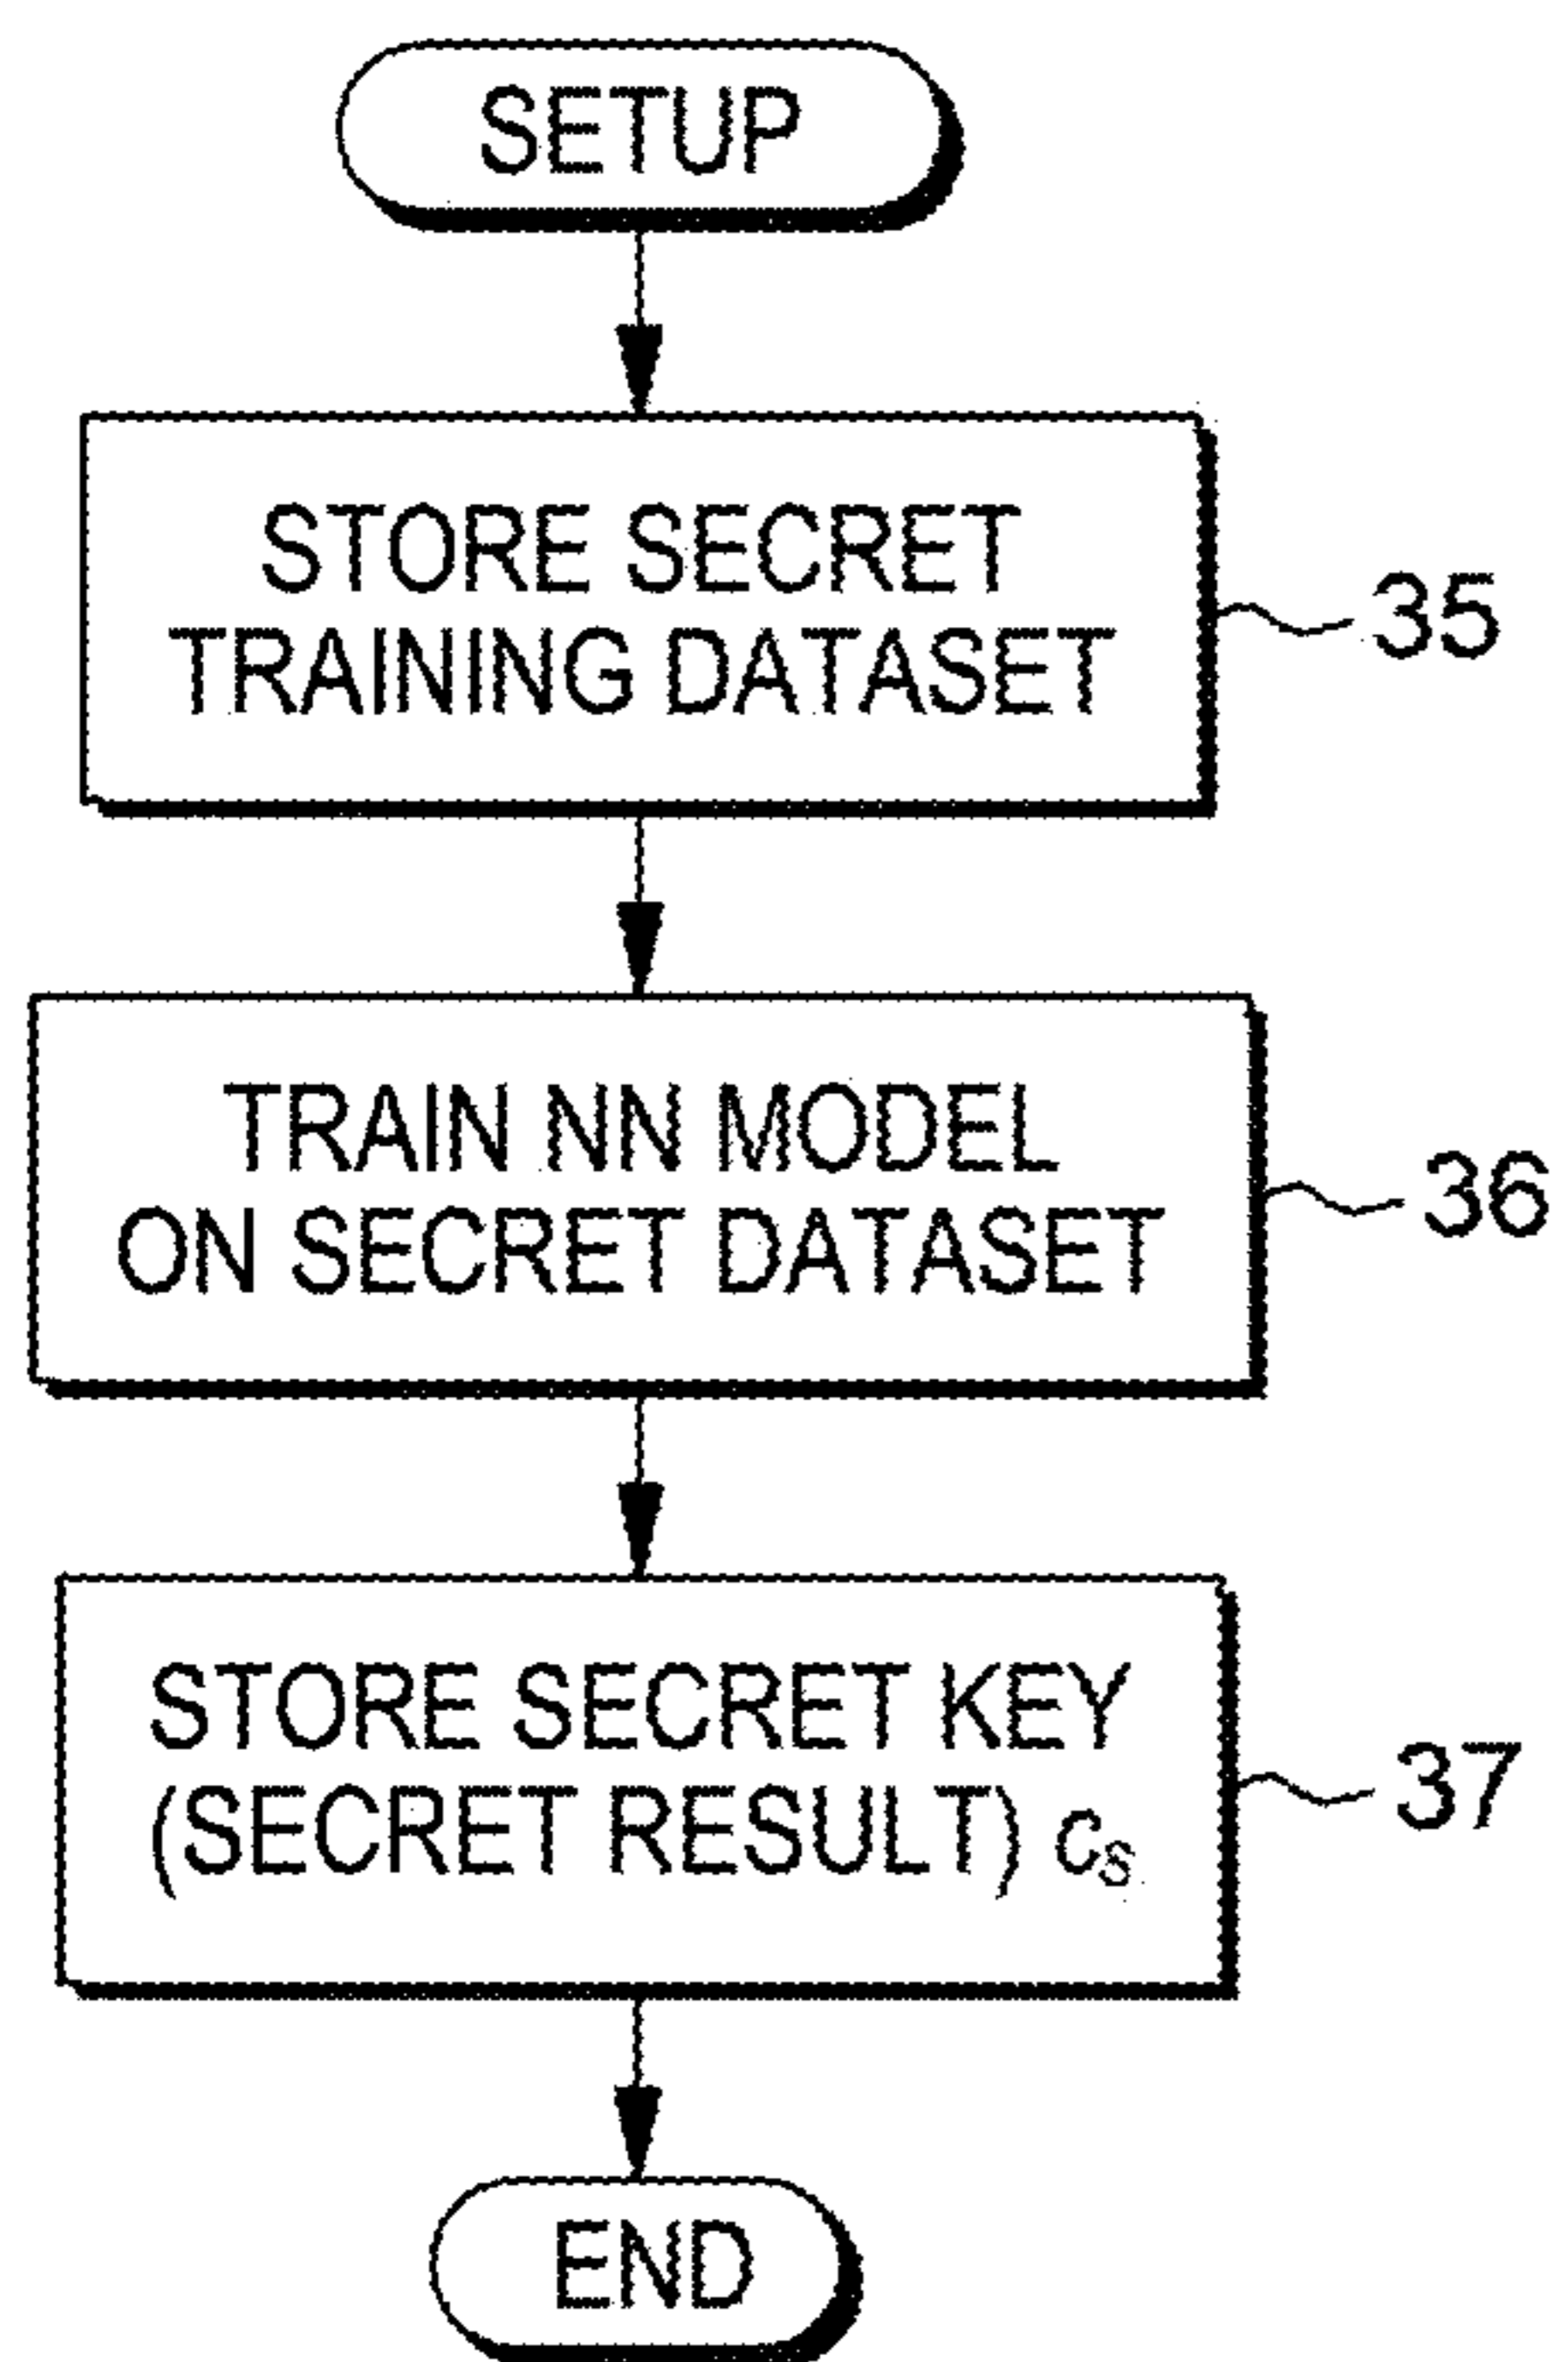 SETUP
STORE SECRET
TRAINING DATASET
35
TRAIN NN MODEL
ON SECRET DATASET
36
STORE SECRET KEY
(SECRET RESULT) cₛ
37
END